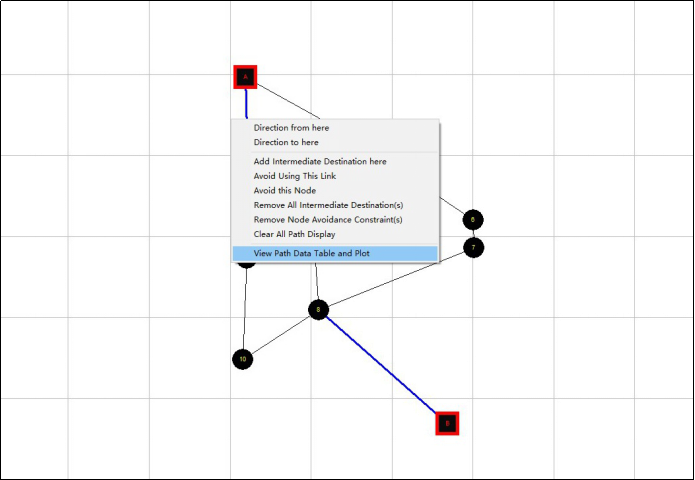 A
Direction from here
Direction to here
Add Intermediate Destination here
Avoid Using This Link
Avoid this Node
Remove All Intermediate Destination(s)
Remove Node Avoidance Constraint(s)
Clear All Path Display
View Path Data Table and Plot
6
7
8
10